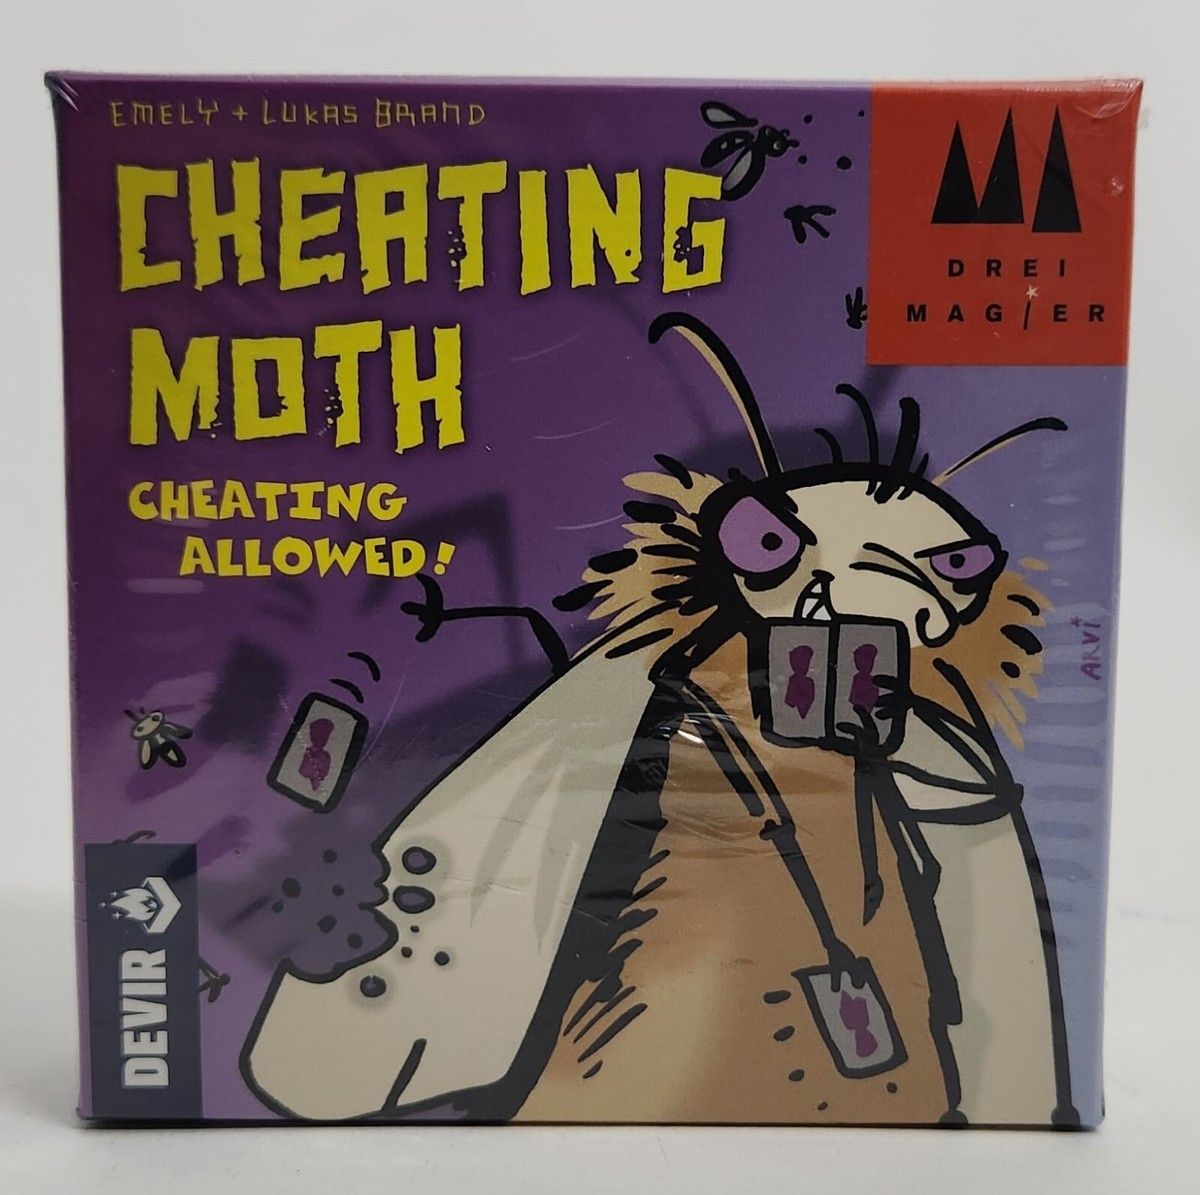 EMELY + LUKAS BRAND
CHEATING
MOTH
CHEATING
ALLOWED!
DREI
MAGIER
ARVi
DEVIR